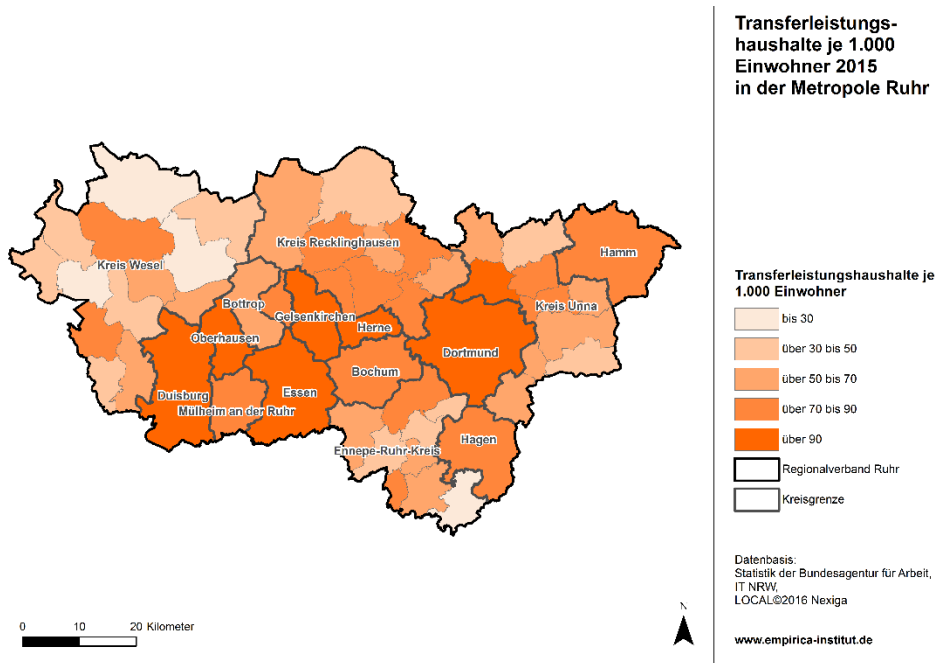 Transferleistungs-
haushalte je 1.000
Einwohner 2015
in der Metropole Ruhr
Kreis Recklinghausen
Hamm
Kreis Wesel
Bottrop
Kreis Unna
Gelsenkirchen
Herne
Oberhausen
Dortmund
Bochum
Duisburg
Essen
Mülheim an der Ruhr
Hagen
Ennepe-Ruhr-Kreis
Transferleistungshaushalte je
1.000 Einwohner
bis 30
über 30 bis 50
über 50 bis 70
über 70 bis 90
über 90
Regionalverband Ruhr
Kreisgrenze
Datenbasis:
Statistik der Bundesagentur für Arbeit,
IT NRW,
LOCAL©2016 Nexiga
www.empirica-institut.de
0 10 20 Kilometer
N